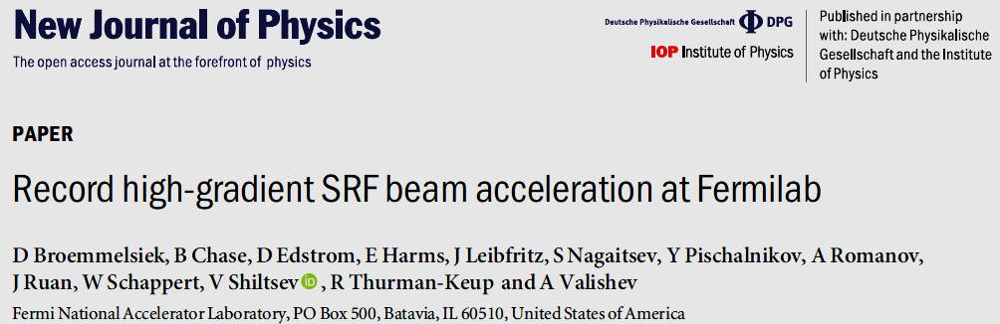 New Journal of Physics
The open access journal at the forefront of physics
Deutsche Physikalische Gesellschaft DPG
IOP Institute of Physics
Published in partnership
with: Deutsche Physikalische
Gesellschaft and the Institute
of Physics
PAPER
Record high-gradient SRF beam acceleration at Fermilab
D Broemmelsiek, B Chase, D Edstrom, E Harms, J Leibfritz, S Nagaitsev, Y Pischalnikov, A Romanov,
J Ruan, W Schappert, V Shiltsev iD, R Thurman-Keup and A Valishev
Fermi National Accelerator Laboratory, PO Box 500, Batavia, IL 60510, United States of America